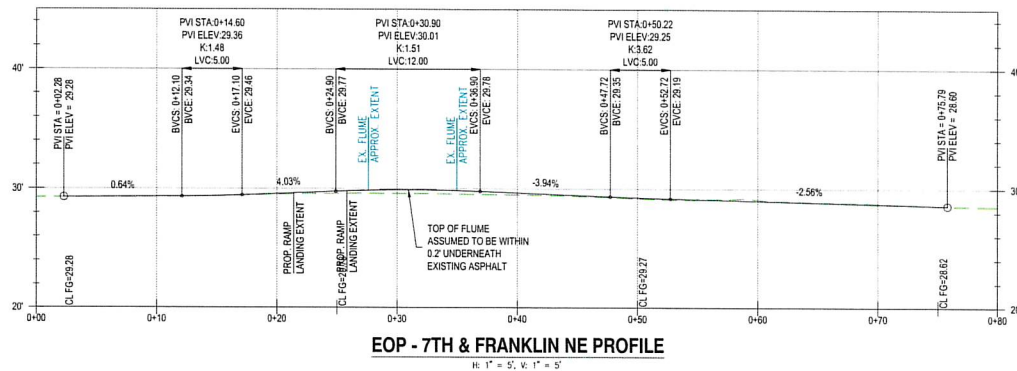 PVI STA:0+14.60
PVI ELEV:29.36
K:1.48
LVC:5.00
PVI STA:0+30.90
PVI ELEV:30.01
K:1.51
LVC:12.00
PVI STA:0+50.22
PVI ELEV:29.25
K:3.62
LVC:5.00
40'
40'
PVI STA = 0+02.28
PVI ELEV = 29.28
BVCS: 0+12.10
BVCE: 29.34
EVCS: 0+17.10
EVCE: 29.46
BVCS: 0+24.90
BVCE: 29.77
EX. FLUME
APPROX. EXTENT
EX. FLUME
APPROX. EXTENT
EVCS: 0+36.90
EVCE: 29.78
BVCS: 0+47.72
BVCE: 29.35
EVCS: 0+52.72
EVCE: 29.19
PVI STA = 0+75.79
PVI ELEV = 28.60
30'
0.64%
4.03%
-3.94%
-2.56%
30
PROP. RAMP
LANDING EXTENT
PROP. RAMP
LANDING EXTENT
TOP OF FLUME
ASSUMED TO BE WITHIN
0.2' UNDERNEATH
EXISTING ASPHALT
CL FG=29.28
CL FG=
CL FG=29.27
CL FG=28.62
20'
20
0+00
0+10
0+20
0+30
0+40
0+50
0+60
0+70
0+80
EOP - 7TH & FRANKLIN NE PROFILE
H: 1" = 5', V: 1" = 5'